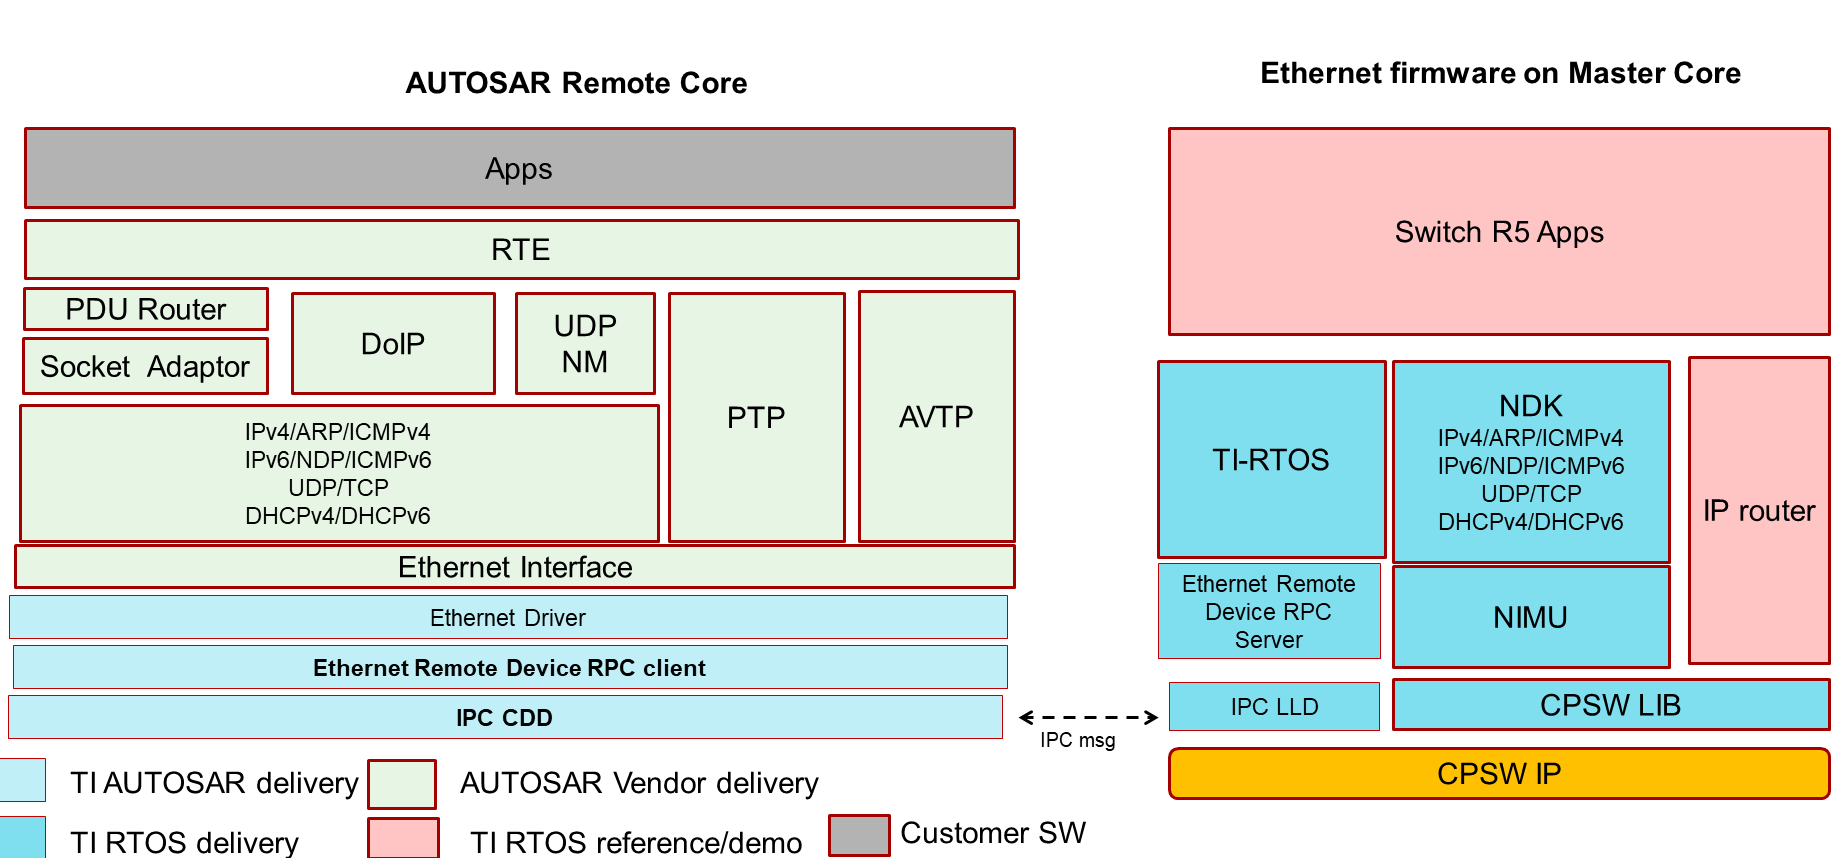 AUTOSAR Remote Core
Ethernet firmware on Master Core
Apps
RTE
PDU Router
Socket Adaptor
DoIP
UDP
NM
PTP
AVTP
IPv4/ARP/ICMPv4
IPv6/NDP/ICMPv6
UDP/TCP
DHCPv4/DHCPv6
Ethernet Interface
Ethernet Driver
Ethernet Remote Device RPC client
IPC CDD
IPC msg
Switch R5 Apps
TI-RTOS
NDK
IPv4/ARP/ICMPv4
IPv6/NDP/ICMPv6
UDP/TCP
DHCPv4/DHCPv6
IP router
Ethernet Remote
Device RPC
Server
NIMU
IPC LLD
CPSW LIB
CPSW IP
TI AUTOSAR delivery
AUTOSAR Vendor delivery
TI RTOS delivery
TI RTOS reference/demo
Customer SW